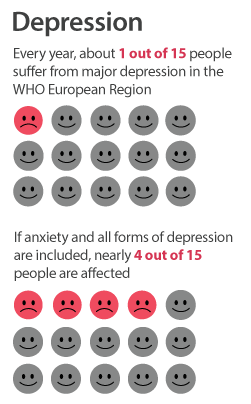 Depression
Every year, about 1 out of 15 people
suffer from major depression in the
WHO European Region
If anxiety and all forms of depression
are included, nearly 4 out of 15
people are affected